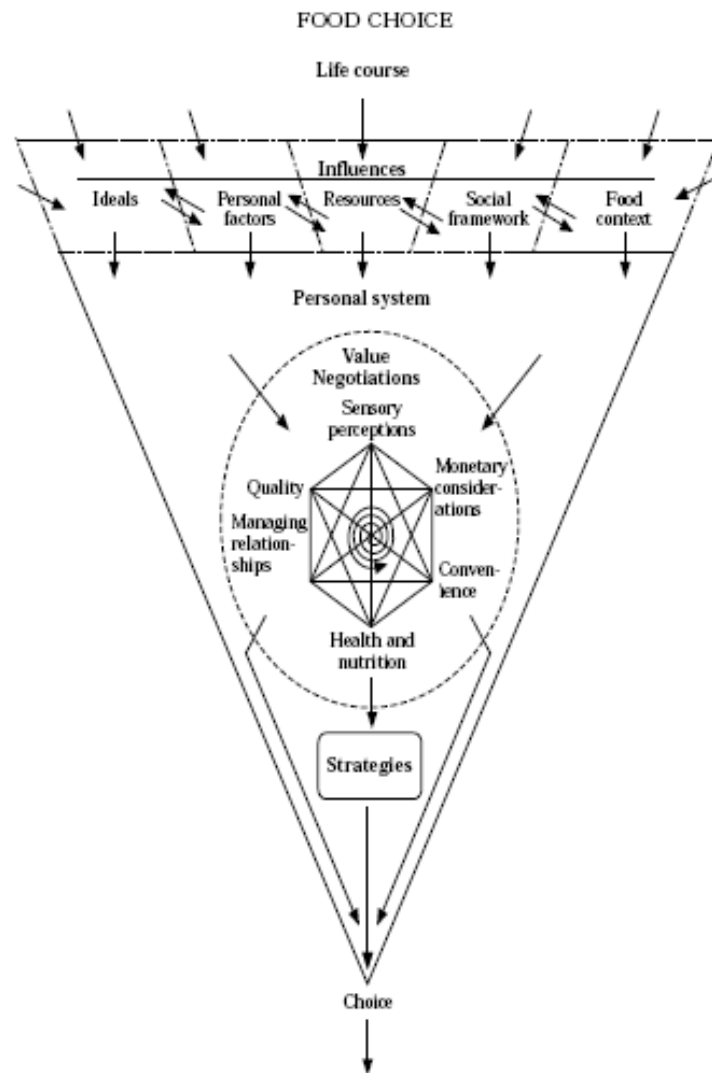 FOOD CHOICE
Life course
Influences
Ideals
Personal
factors
Resources
Social
framework
Food
context
Personal system
Value
Negotiations
Sensory
perceptions
Quality
Monetary
consider-
ations
Managing
relation-
ships
Conven-
ience
Health and
nutrition
Strategies
Choice